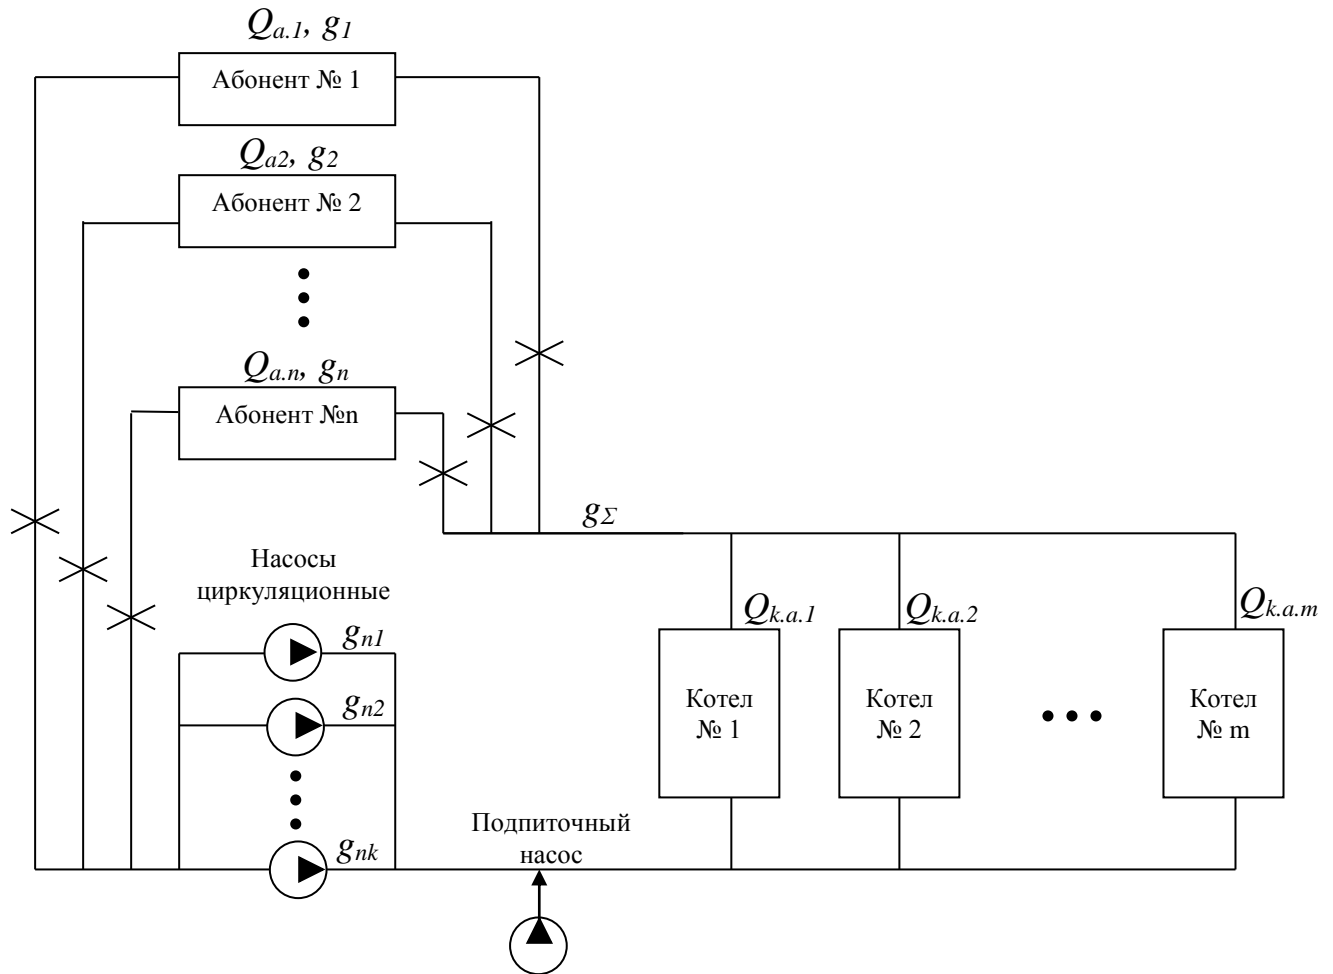 Qa.1, g1
Абонент № 1
Qa2, g2
Абонент № 2
Qa.n, gn
Абонент №n
gΣ
Насосы
циркуляционные
gn1
gn2
gnk
Подпиточный
насос
Qk.a.1
Qk.a.2
Qk.a.m
Котел
№ 1
Котел
№ 2
Котел
№ m